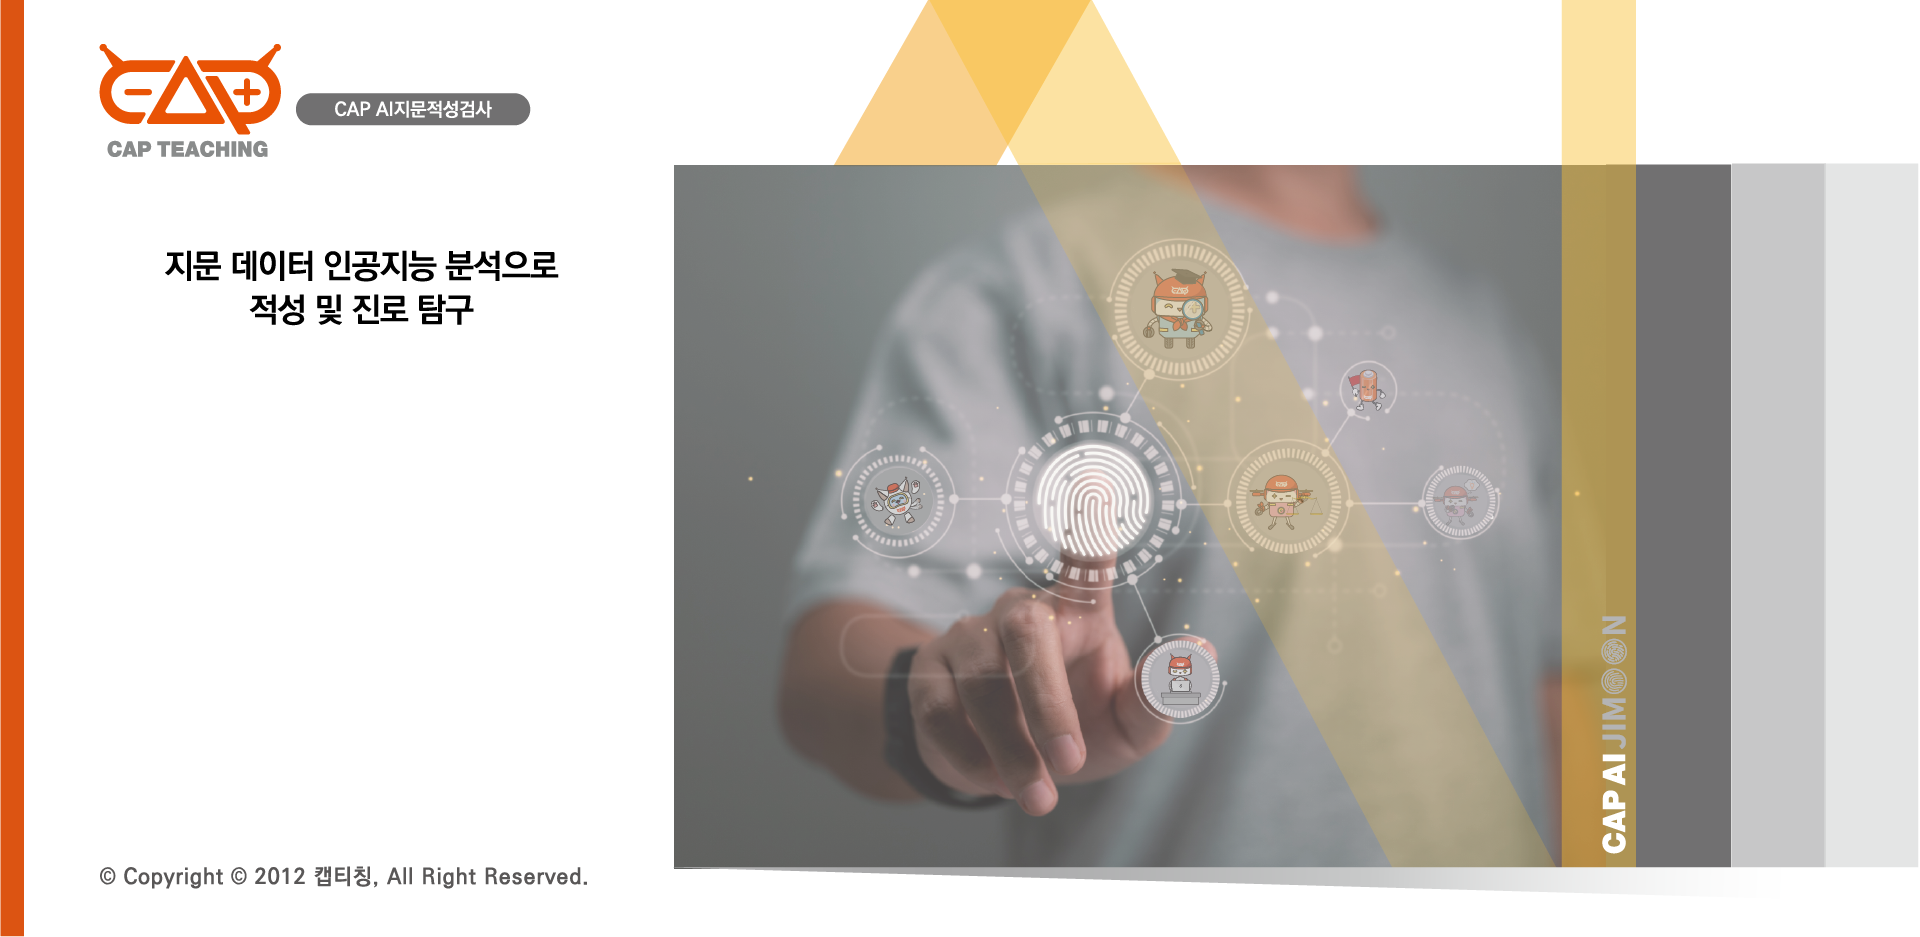 CAP
CAP TEACHING
CAP AI지문적성검사
지문 데이터 인공지능 분석으로
적성 및 진로 탐구
CAP AI JIMOON
© Copyright © 2012 캡티칭, All Right Reserved.